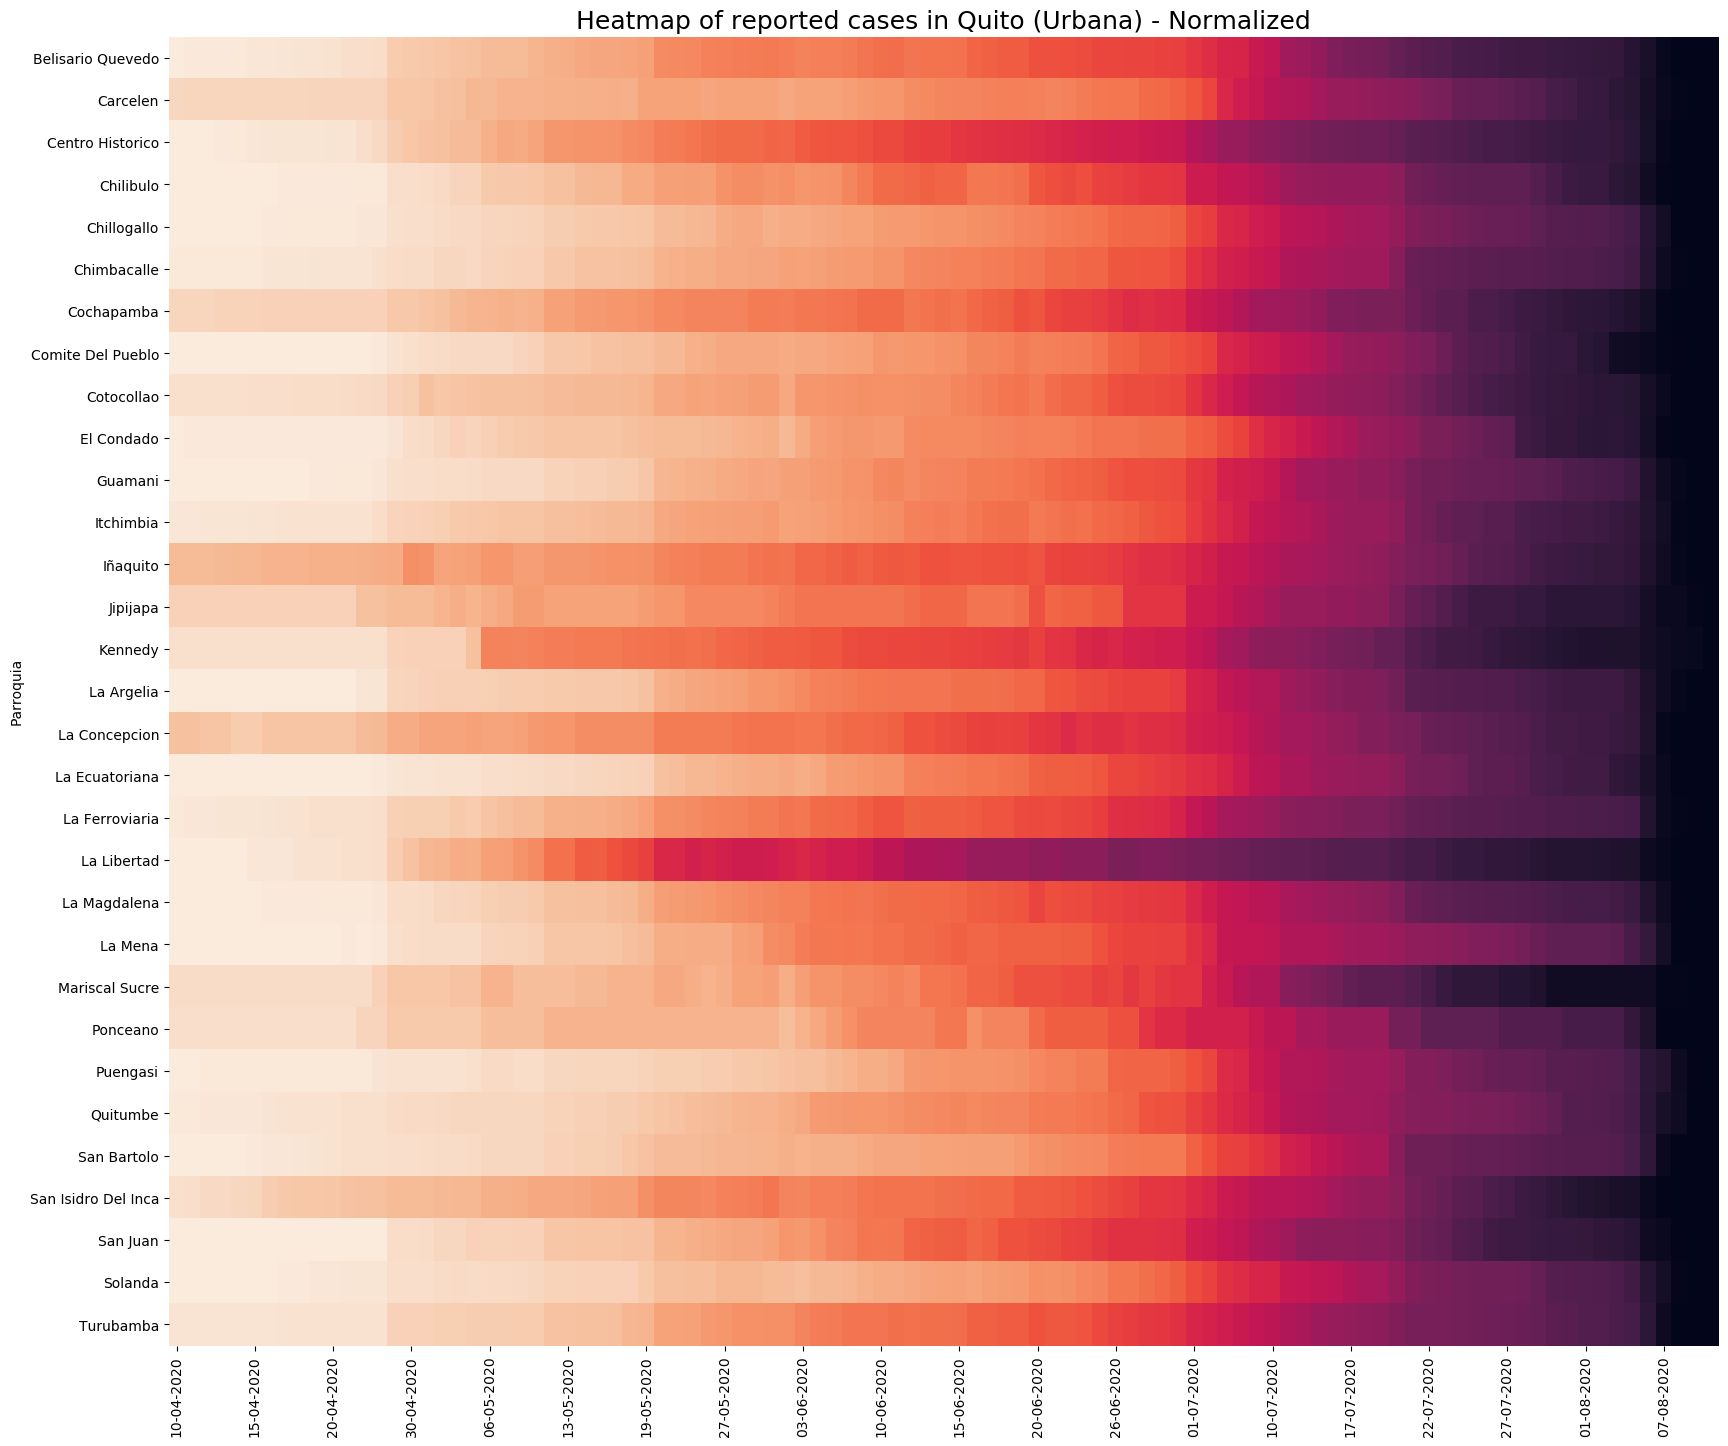 Heatmap of reported cases in Quito (Urbana) - Normalized
Parroquia
Belisario Quevedo
Carcelen
Centro Historico
Chilibulo
Chillogallo
Chimbacalle
Cochapamba
Comite Del Pueblo
Cotocollao
El Condado
Guamani
Itchimbia
Iñaquito
Jipijapa
Kennedy
La Argelia
La Concepcion
La Ecuatoriana
La Ferroviaria
La Libertad
La Magdalena
La Mena
Mariscal Sucre
Ponceano
Puengasi
Quitumbe
San Bartolo
San Isidro Del Inca
San Juan
Solanda
Turubamba
10-04-2020
15-04-2020
20-04-2020
30-04-2020
06-05-2020
13-05-2020
19-05-2020
27-05-2020
03-06-2020
10-06-2020
15-06-2020
20-06-2020
26-06-2020
01-07-2020
10-07-2020
17-07-2020
22-07-2020
27-07-2020
01-08-2020
07-08-2020